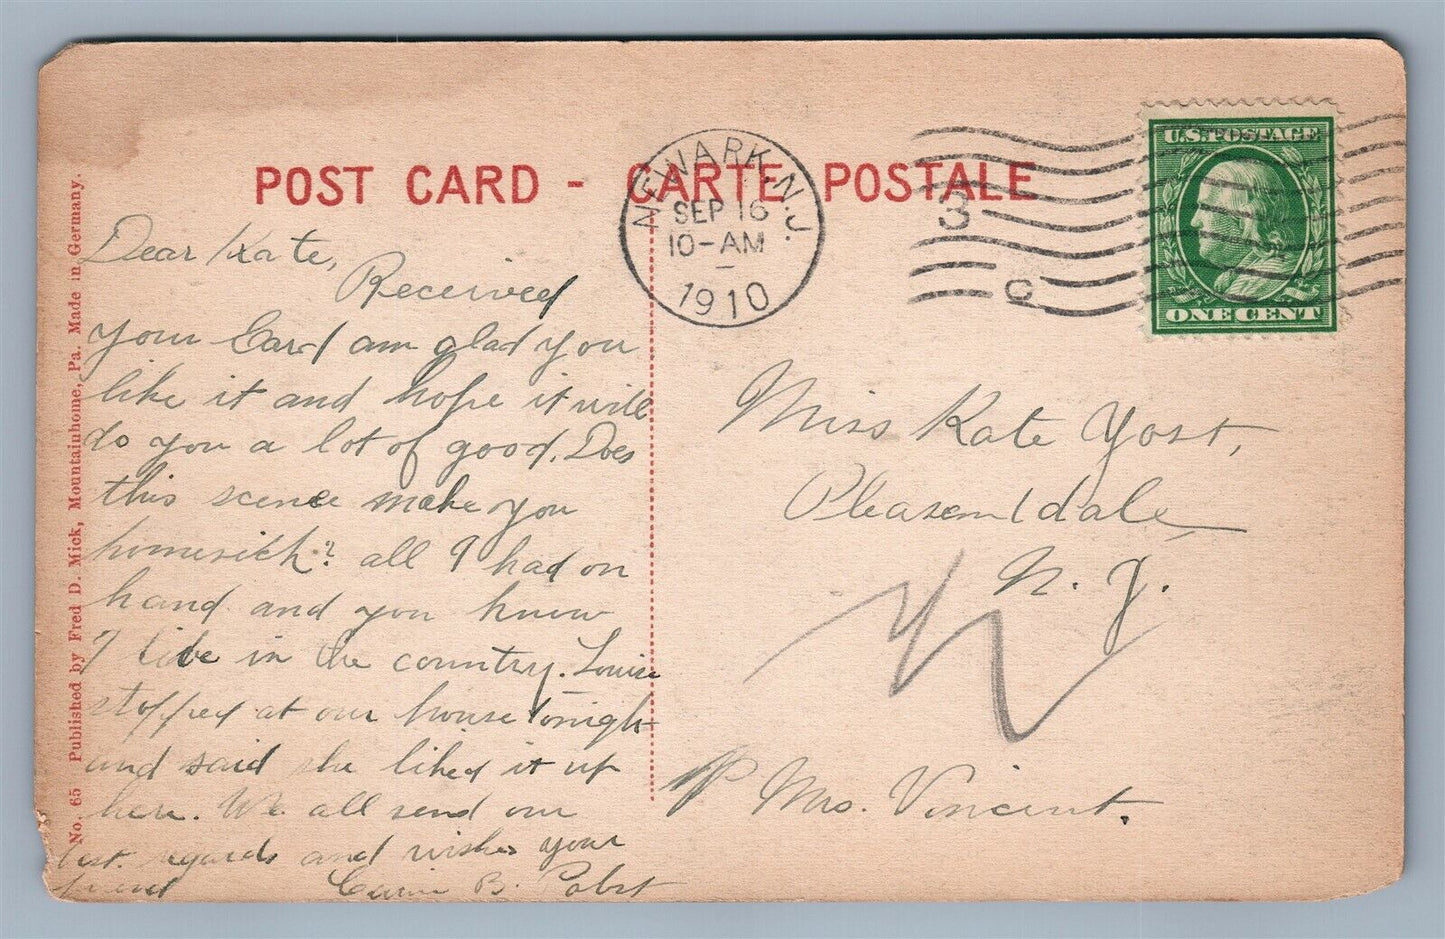 POST CARD - CARTE POSTALE
NEWARK, N.J.
SEP 16
10-AM
1910
3
C
U.S. POSTAGE
ONE CENT
No. 65 Published by Fred D. Mick, Mountainhome, Pa. Made in Germany.
Dear Kate,
Received
your Card am glad you
like it and hope it will
do you a lot of good. Does
this scene make you
homesick? all I had on
hand and you know
I live in the country. Louise
stopped at our house tonight
and said she liked it up
here. We all send our
best regards and wishes your
friend B. Pabst
Miss Kate Yost,
Pleasantdale
N. J.
Mrs. Vincent.